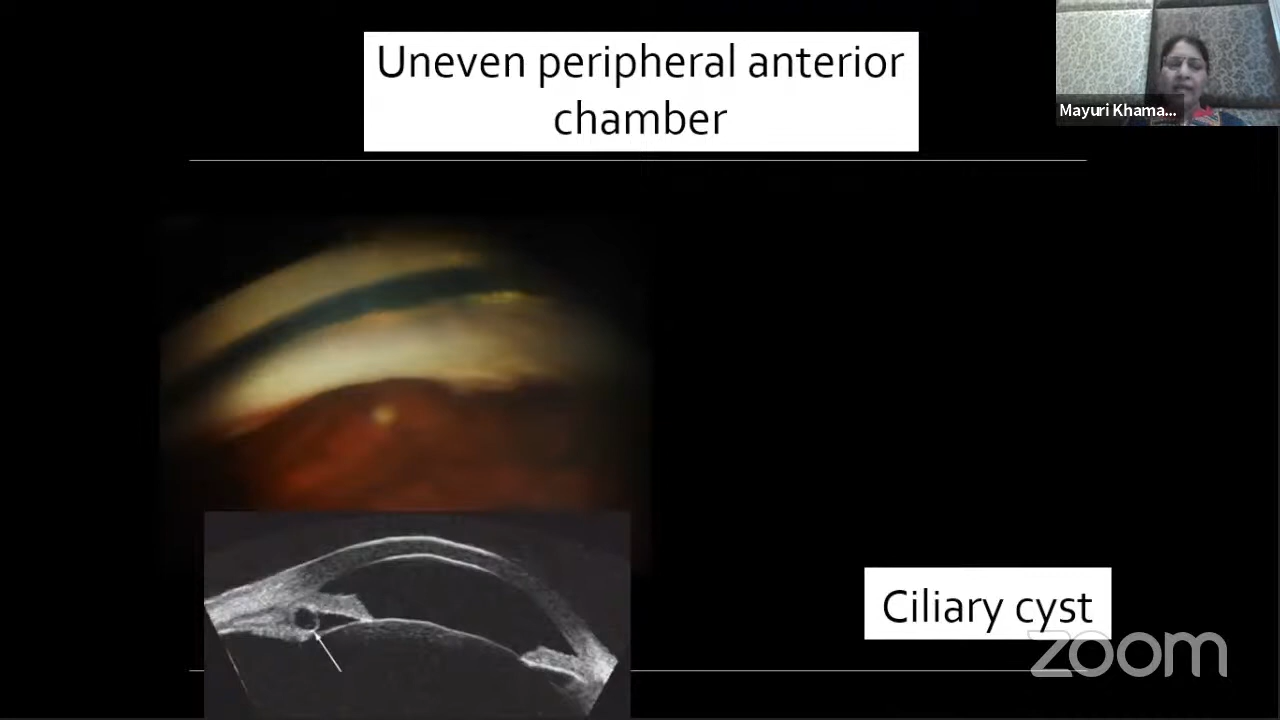 Uneven peripheral anterior
chamber
Mayuri Khama...
Ciliary cyst
zoom